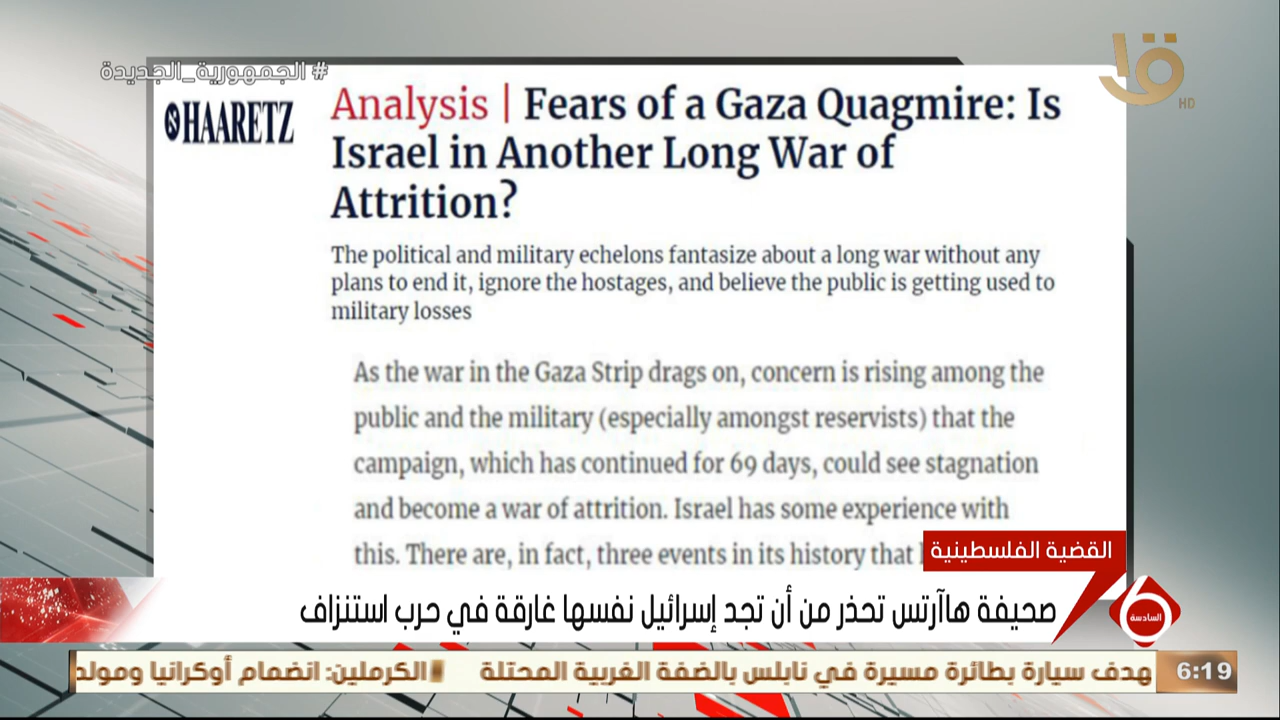 #الجمهورية_الجديدة
HD
HAARETZ
Analysis | Fears of a Gaza Quagmire: Is
Israel in Another Long War of
Attrition?
The political and military echelons fantasize about a long war without any
plans to end it, ignore the hostages, and believe the public is getting used to
military losses
As the war in the Gaza Strip drags on, concern is rising among the
public and the military (especially amongst reservists) that the
campaign, which has continued for 69 days, could see stagnation
and become a war of attrition. Israel has some experience with
this. There are, in fact, three events in its history that
القضية الفلسطينية
السادسة
صحيفة هاآرتس تحذر من أن تجد إسرائيل نفسها غارقة في حرب استنزاف
6:19
هدف سيارة بطائرة مسيرة في نابلس بالضفة الغربية المحتلة الكرملين: انضمام أوكرانيا ومولد